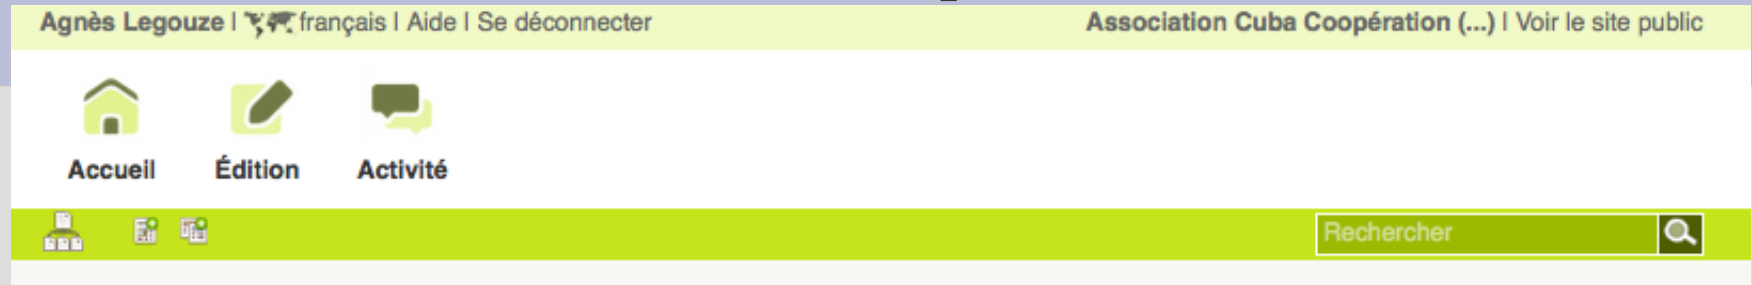 Agnès Legouze | français | Aide | Se déconnecter
Association Cuba Coopération (...) | Voir le site public
Accueil Édition Activité
Rechercher